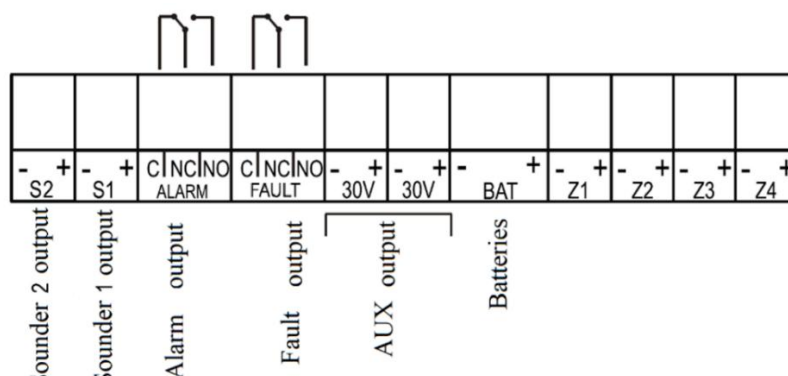 - + - + C NC NO C NC NO - + - + - + - + - + - + - +
S2 S1 ALARM FAULT 30V 30V BAT Z1 Z2 Z3 Z4
ounder 2 output
ounder 1 output
Alarm output
Fault output
AUX output
Batteries